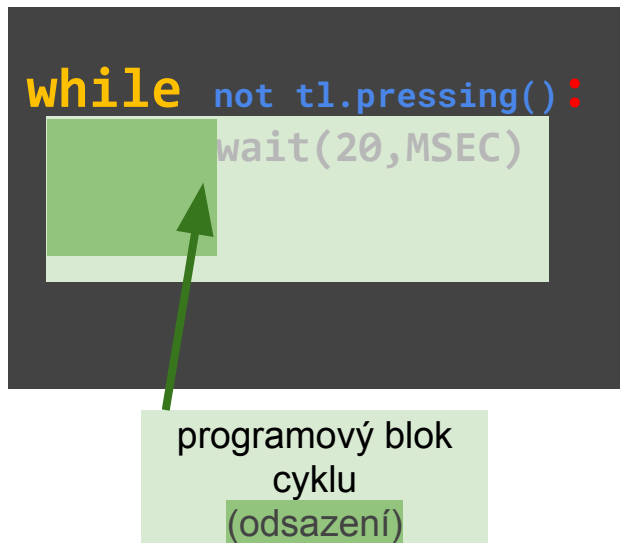 while not tl.pressing():
wait(20,MSEC)
programový blok
cyklu
(odsazení)